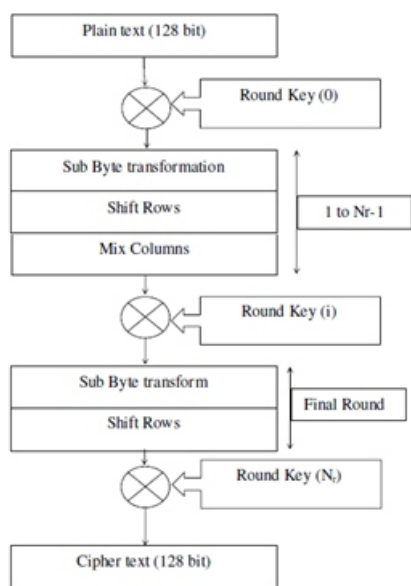 Plain text (128 bit)
Round Key (0)
Sub Byte transformation
Shift Rows
1 to Nr-1
Mix Columns
Round Key (i)
Sub Byte transform
Final Round
Shift Rows
Round Key (Nr)
Cipher text (128 bit)